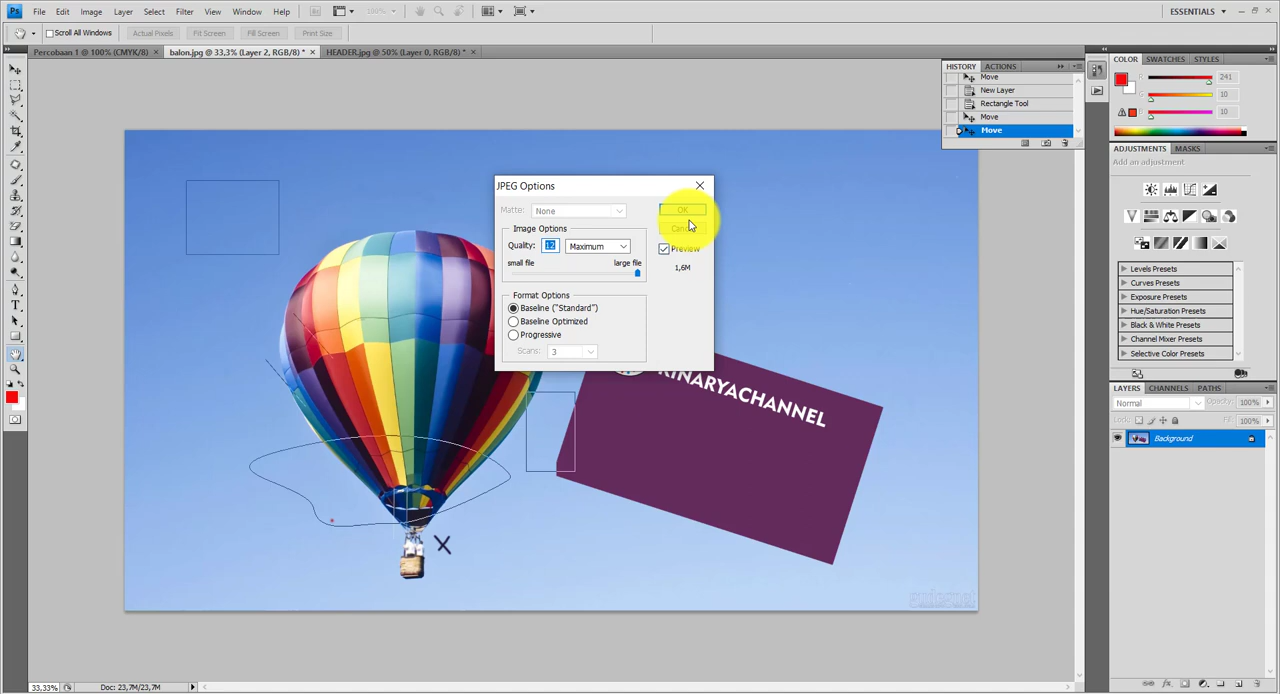 Ps File Edit Image Layer Select Filter View Window Help Br 100% ESSENTIALS
Scroll All Windows Actual Pixels Fit Screen Fill Screen Print Size
Percobaan 1 @ 100% (CMYK/8) × balon.jpg @ 33,3% (Layer 2, RGB/8) * × HEADER.jpg @ 50% (Layer 0, RGB/8) * ×
HISTORY ACTIONS
Move
New Layer
Rectangle Tool
Move
Move
COLOR SWATCHES STYLES
R 241
G 10
B 10
ADJUSTMENTS MASKS
Add an adjustment
Levels Presets
Curves Presets
Exposure Presets
Hue/Saturation Presets
Black & White Presets
Channel Mixer Presets
Selective Color Presets
LAYERS CHANNELS PATHS
Normal Opacity: 100%
Lock: Fill: 100%
Background
JPEG Options
Matte: None OK
Image Options Cancel
Quality: 12 Maximum Preview
small file large file 1,6M
Format Options
Baseline ("Standard")
Baseline Optimized
Progressive
Scans: 3
KINARYACHANNEL
X
33,33% Doc: 23,7M/23,7M